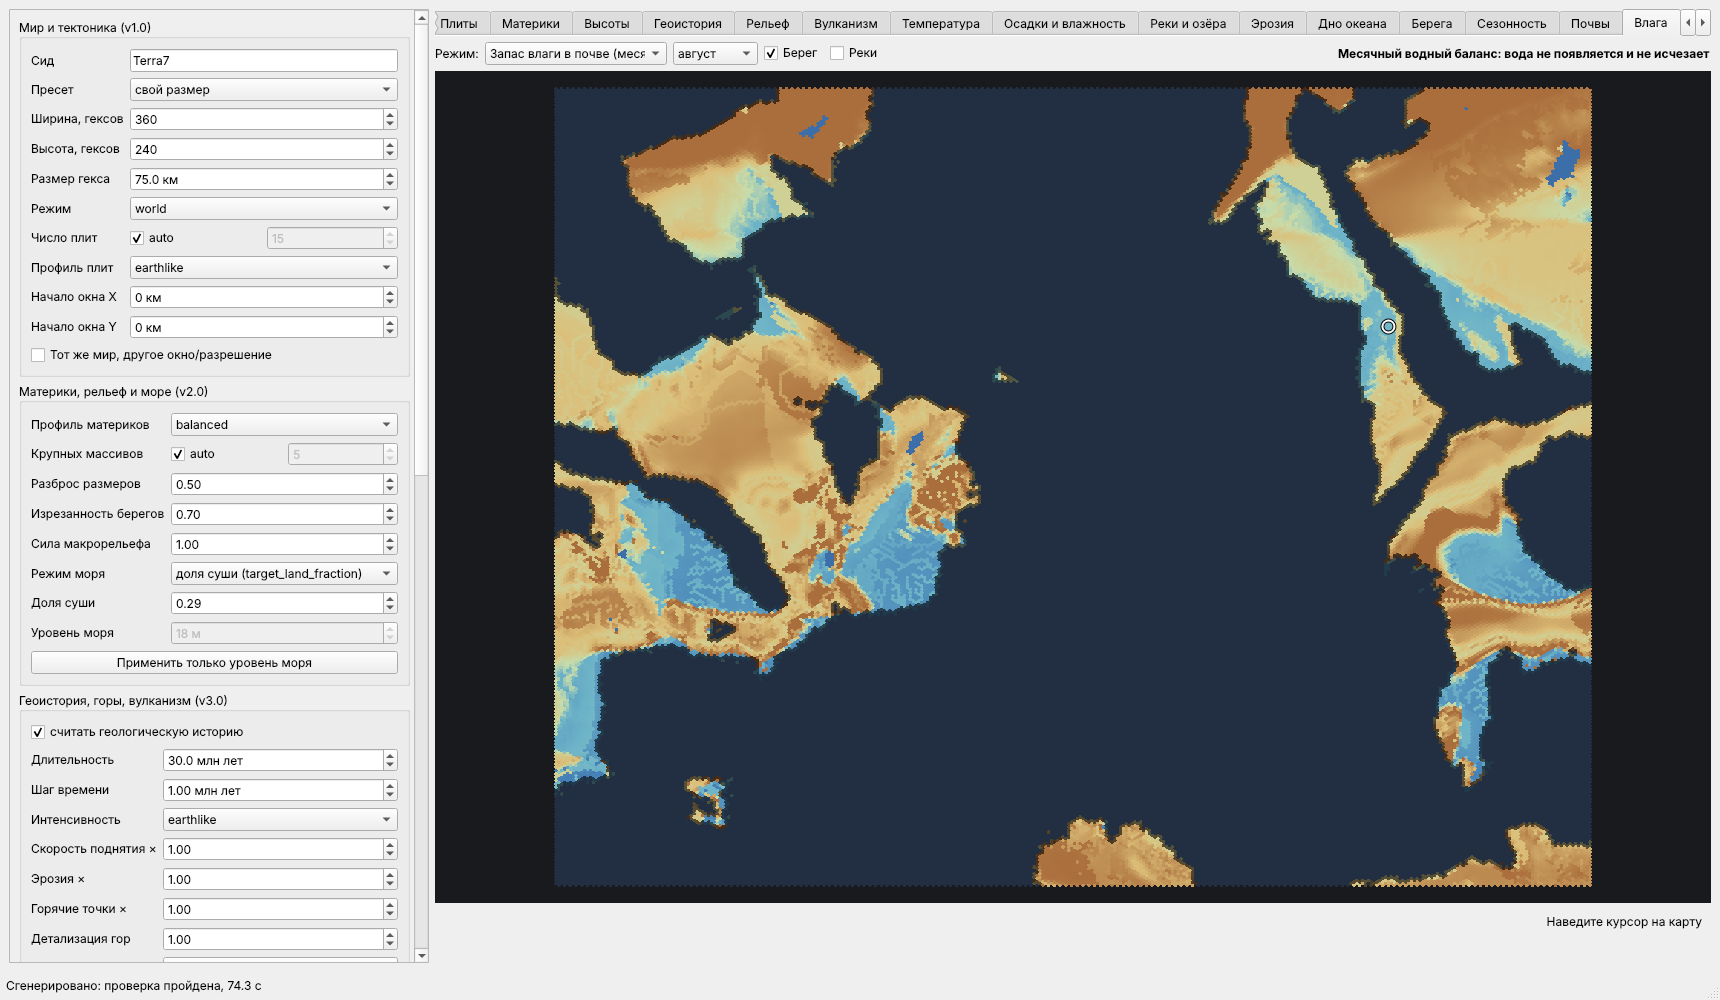 Плиты Материки Высоты Геоистория Рельеф Вулканизм Температура Осадки и влажность Реки и озёра Эрозия Дно океана Берега Сезонность Почвы Влага
Режим: Запас влаги в почве (меся август Берег Реки Месячный водный баланс: вода не появляется и не исчезает
Мир и тектоника (v1.0)
Сид Terra7
Пресет свой размер
Ширина, гексов 360
Высота, гексов 240
Размер гекса 75.0 км
Режим world
Число плит auto 15
Профиль плит earthlike
Начало окна X 0 км
Начало окна Y 0 км
Тот же мир, другое окно/разрешение
Материки, рельеф и море (v2.0)
Профиль материков balanced
Крупных массивов auto 5
Разброс размеров 0.50
Изрезанность берегов 0.70
Сила макрорельефа 1.00
Режим моря доля суши (target_land_fraction)
Доля суши 0.29
Уровень моря 18 м
Применить только уровень моря
Геоистория, горы, вулканизм (v3.0)
считать геологическую историю
Длительность 30.0 млн лет
Шаг времени 1.00 млн лет
Интенсивность earthlike
Скорость поднятия × 1.00
Эрозия × 1.00
Горячие точки × 1.00
Детализация гор 1.00
Наведите курсор на карту
Сгенерировано: проверка пройдена, 74.3 с